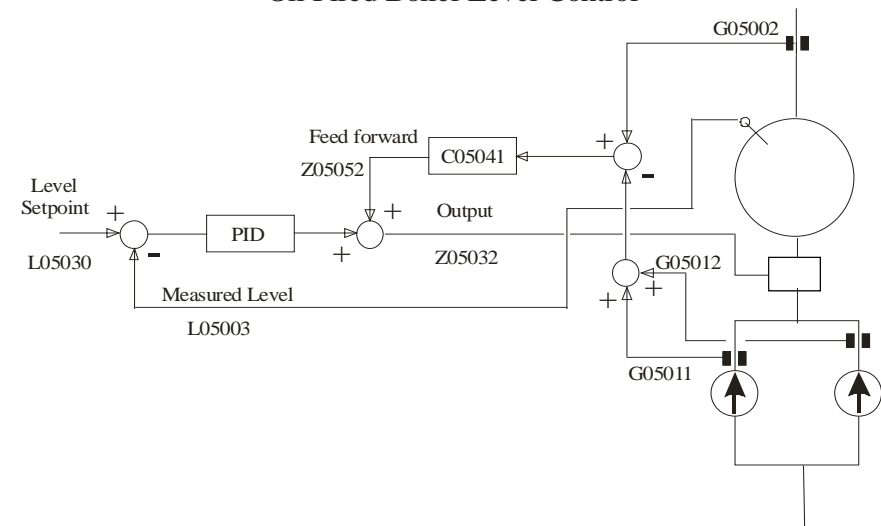 Oil Fired Boiler Level Control
G05002
Feed forward
C05041
Z05052
Level
Setpoint
Output
PID
L05030
Z05032
G05012
Measured Level
L05003
G05011
+
-
+
+
+
-
+
+